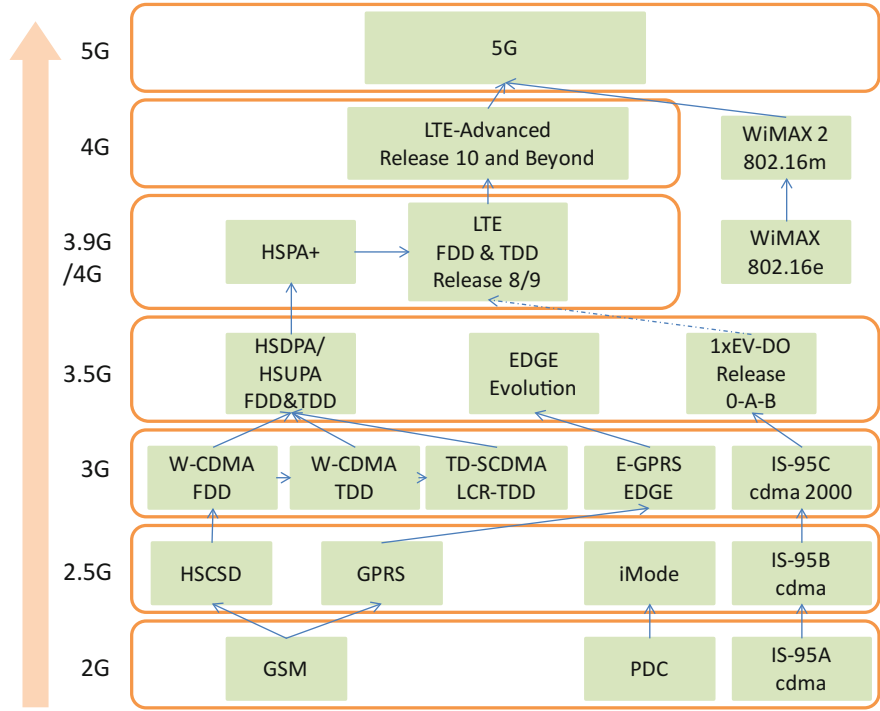 5G
5G
4G
LTE-Advanced
Release 10 and Beyond
WiMAX 2
802.16m
3.9G
/4G
HSPA+
LTE
FDD & TDD
Release 8/9
WiMAX
802.16e
3.5G
HSDPA/
HSUPA
FDD&TDD
EDGE
Evolution
1xEV-DO
Release
0-A-B
3G
W-CDMA
FDD
W-CDMA
TDD
TD-SCDMA
LCR-TDD
E-GPRS
EDGE
IS-95C
cdma 2000
2.5G
HSCSD
GPRS
iMode
IS-95B
cdma
2G
GSM
PDC
IS-95A
cdma